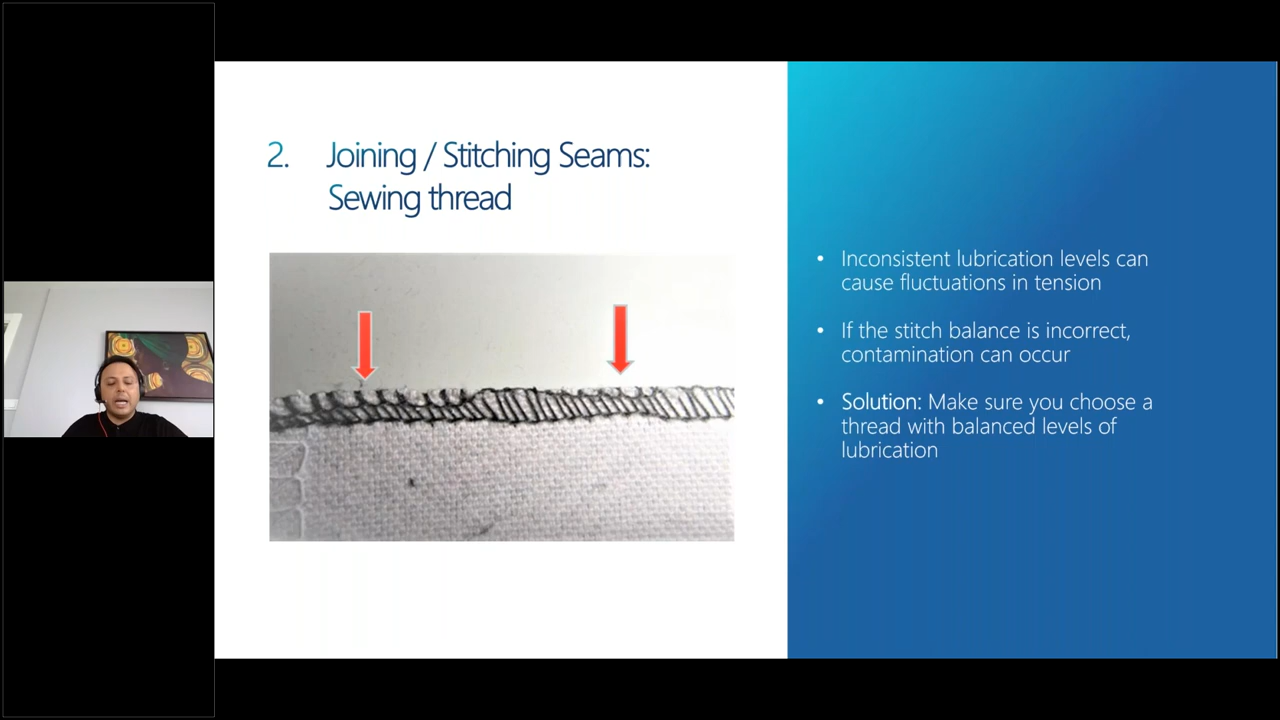 2. Joining / Stitching Seams:
Sewing thread
• Inconsistent lubrication levels can
cause fluctuations in tension
• If the stitch balance is incorrect,
contamination can occur
• Solution: Make sure you choose a
thread with balanced levels of
lubrication